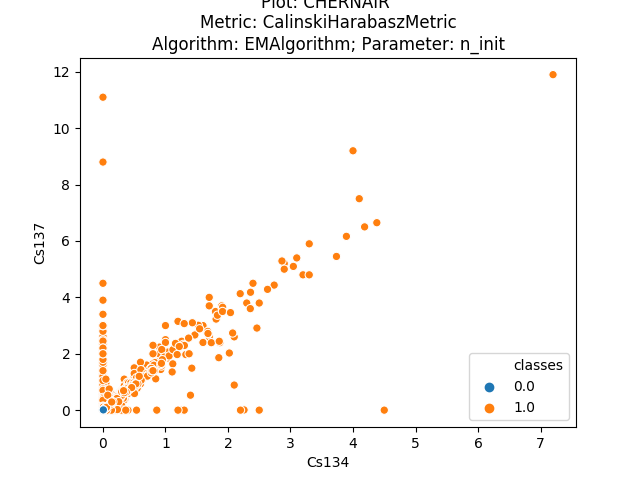 Plot: CHERNAIR
Metric: CalinskiHarabaszMetric
Algorithm: EMAlgorithm; Parameter: n_init
12
10
8
6
4
2
0
Cs137
0 1 2 3 4 5 6 7
Cs134
classes
0.0
1.0